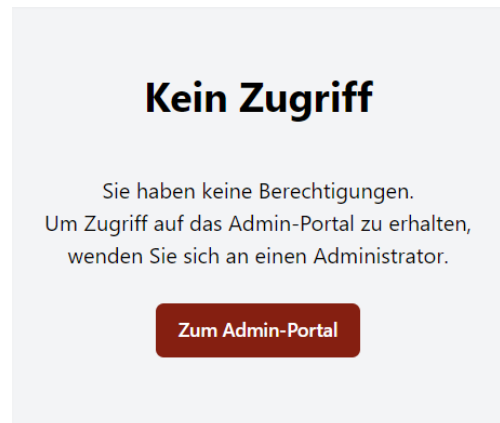 Kein Zugriff
Sie haben keine Berechtigungen.
Um Zugriff auf das Admin-Portal zu erhalten,
wenden Sie sich an einen Administrator.
Zum Admin-Portal